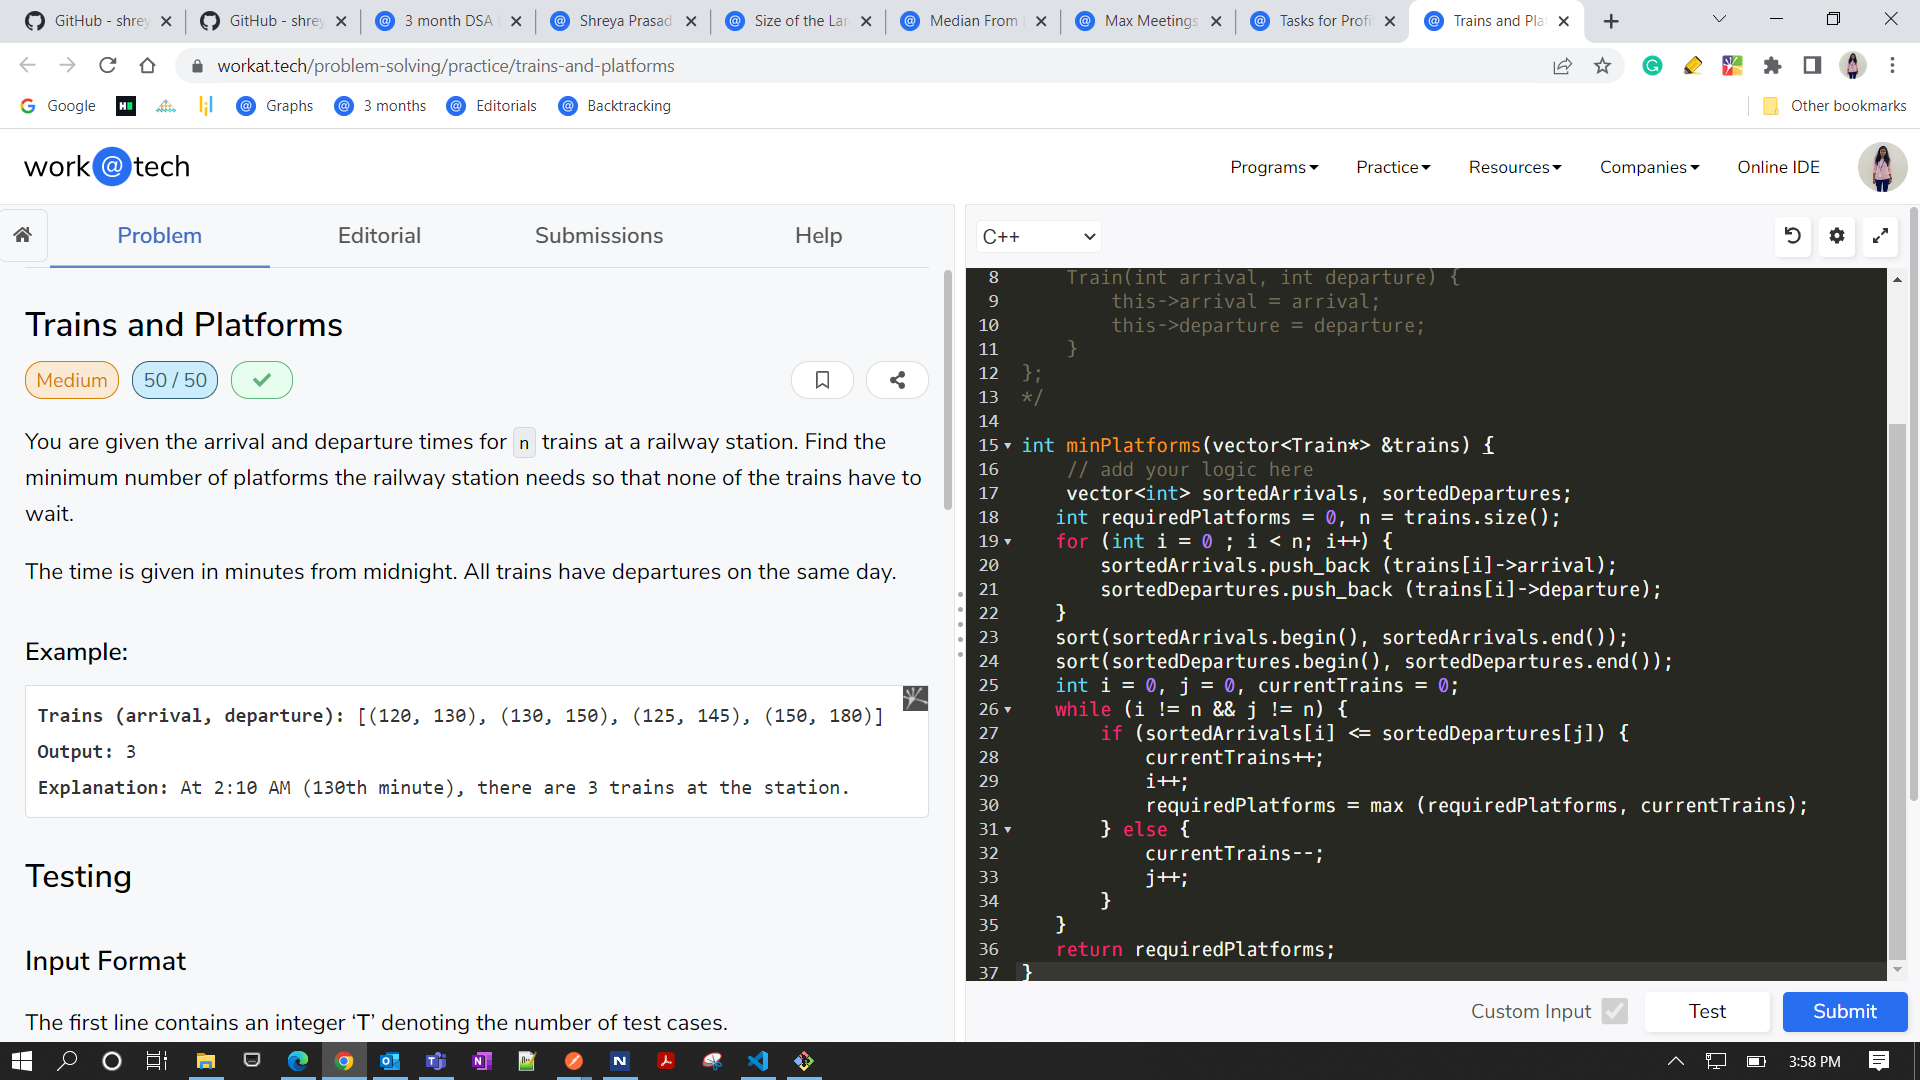 GitHub - shrey
GitHub - shrey
3 month DSA
Shreya Prasad
Size of the Lar
Median From
Max Meetings
Tasks for Profi
Trains and Plat
workat.tech/problem-solving/practice/trains-and-platforms
Google
Graphs
3 months
Editorials
Backtracking
Other bookmarks
work@tech
Programs
Practice
Resources
Companies
Online IDE
Problem
Editorial
Submissions
Help
C++
Trains and Platforms
Medium
50 / 50
You are given the arrival and departure times for n trains at a railway station. Find the
minimum number of platforms the railway station needs so that none of the trains have to
wait.
The time is given in minutes from midnight. All trains have departures on the same day.
Example:
Trains (arrival, departure): [(120, 130), (130, 150), (125, 145), (150, 180)]
Output: 3
Explanation: At 2:10 AM (130th minute), there are 3 trains at the station.
Testing
Input Format
The first line contains an integer ‘T’ denoting the number of test cases.
8 Train(int arrival, int departure) {
9 this->arrival = arrival;
10 this->departure = departure;
11 }
12 };
13 */
14
15 int minPlatforms(vector<Train*> &trains) {
16 // add your logic here
17 vector<int> sortedArrivals, sortedDepartures;
18 int requiredPlatforms = 0, n = trains.size();
19 for (int i = 0 ; i < n; i++) {
20 sortedArrivals.push_back (trains[i]->arrival);
21 sortedDepartures.push_back (trains[i]->departure);
22 }
23 sort(sortedArrivals.begin(), sortedArrivals.end());
24 sort(sortedDepartures.begin(), sortedDepartures.end());
25 int i = 0, j = 0, currentTrains = 0;
26 while (i != n && j != n) {
27 if (sortedArrivals[i] <= sortedDepartures[j]) {
28 currentTrains++;
29 i++;
30 requiredPlatforms = max (requiredPlatforms, currentTrains);
31 } else {
32 currentTrains--;
33 j++;
34 }
35 }
36 return requiredPlatforms;
37 }
Custom Input
Test
Submit
3:58 PM